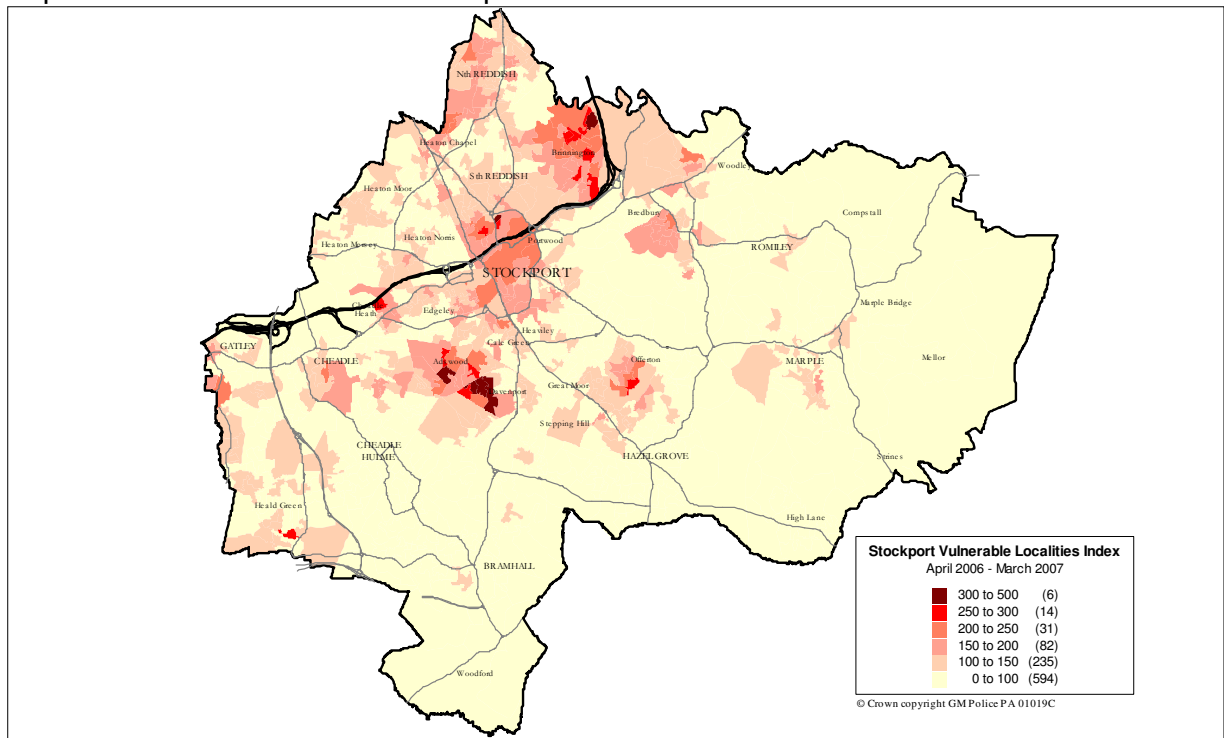 Nth REDDISH
Heaton Chapel
Brinnington
Sth REDDISH
Woodley
Heaton Moor
Bredbury
Compstall
Heaton Norris
Heaton Mersey
Portwood
ROMILEY
STOCKPORT
Marple Bridge
Heath
Edgeley
Heaviley
GATLEY
Cale Green
CHEADLE
Adswood
Offerton
MARPLE
Mellor
Great Moor
Davenport
Stepping Hill
CHEADLE
HULME
HAZEL GROVE
Strines
Heald Green
High Lane
BRAMHALL
Woodford
Stockport Vulnerable Localities Index
April 2006 - March 2007
300 to 500 (6)
250 to 300 (14)
200 to 250 (31)
150 to 200 (82)
100 to 150 (235)
0 to 100 (594)
© Crown copyright GM Police PA 01019C